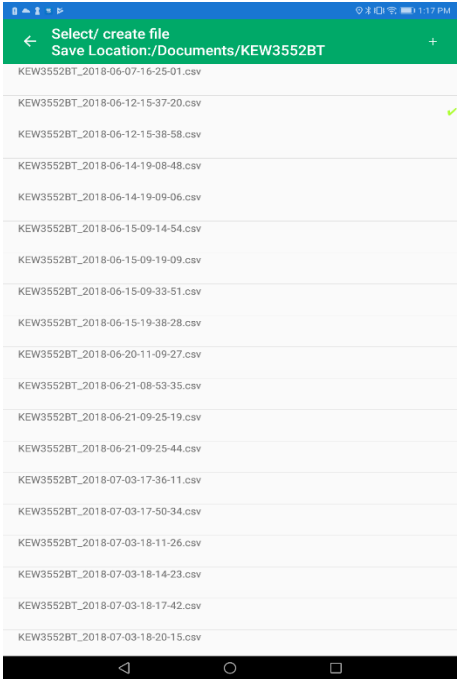 1:17 PM
Select/ create file
Save Location:/Documents/KEW3552BT
KEW3552BT_2018-06-07-16-25-01.csv
KEW3552BT_2018-06-12-15-37-20.csv
KEW3552BT_2018-06-12-15-38-58.csv
KEW3552BT_2018-06-14-19-08-48.csv
KEW3552BT_2018-06-14-19-09-06.csv
KEW3552BT_2018-06-15-09-14-54.csv
KEW3552BT_2018-06-15-09-19-09.csv
KEW3552BT_2018-06-15-09-33-51.csv
KEW3552BT_2018-06-15-19-38-28.csv
KEW3552BT_2018-06-20-11-09-27.csv
KEW3552BT_2018-06-21-08-53-35.csv
KEW3552BT_2018-06-21-09-25-19.csv
KEW3552BT_2018-06-21-09-25-44.csv
KEW3552BT_2018-07-03-17-36-11.csv
KEW3552BT_2018-07-03-17-50-34.csv
KEW3552BT_2018-07-03-18-11-26.csv
KEW3552BT_2018-07-03-18-14-23.csv
KEW3552BT_2018-07-03-18-17-42.csv
KEW3552BT_2018-07-03-18-20-15.csv